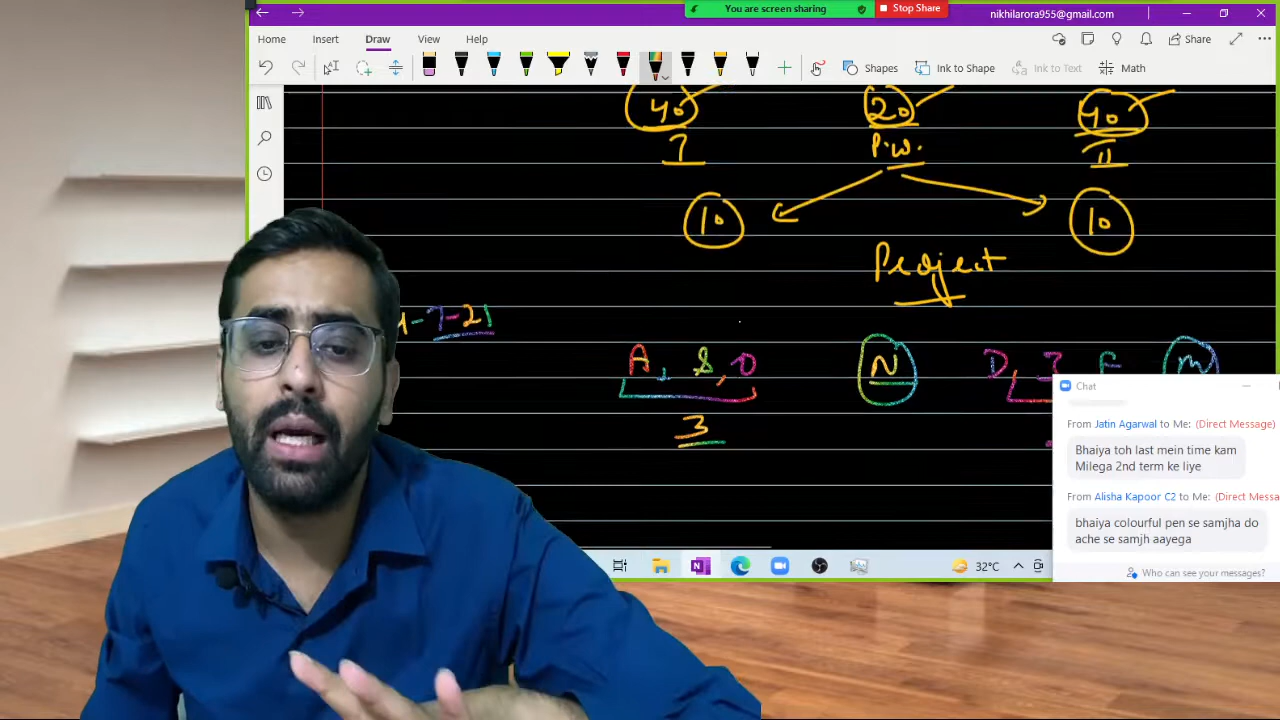 You are screen sharing
Stop Share
nikhilarora955@gmail.com
Home Insert Draw View Help
Share
Shapes Ink to Shape Ink to Text Math
40 20 40
P.W. II
10 10
Project
-7-21
A, S, O N D, J F M
3
Chat
From Jatin Agarwal to Me: (Direct Message)
Bhaiya toh last mein time kam
Milega 2nd term ke liye
From Alisha Kapoor C2 to Me: (Direct Messa
bhaiya colourful pen se samjha do
ache se samjh aayega
Who can see your messages?
32°C